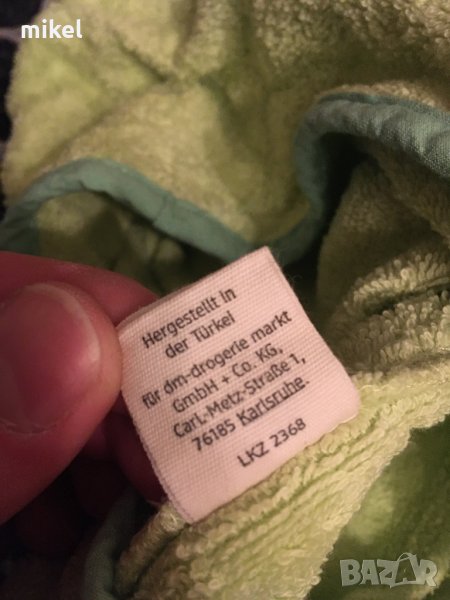 mikel
Hergestellt in
der Türkei
für dm-drogerie markt
GmbH + Co. KG,
Carl-Metz-Straße 1,
76185 Karlsruhe.
LKZ 2368
BAZAR